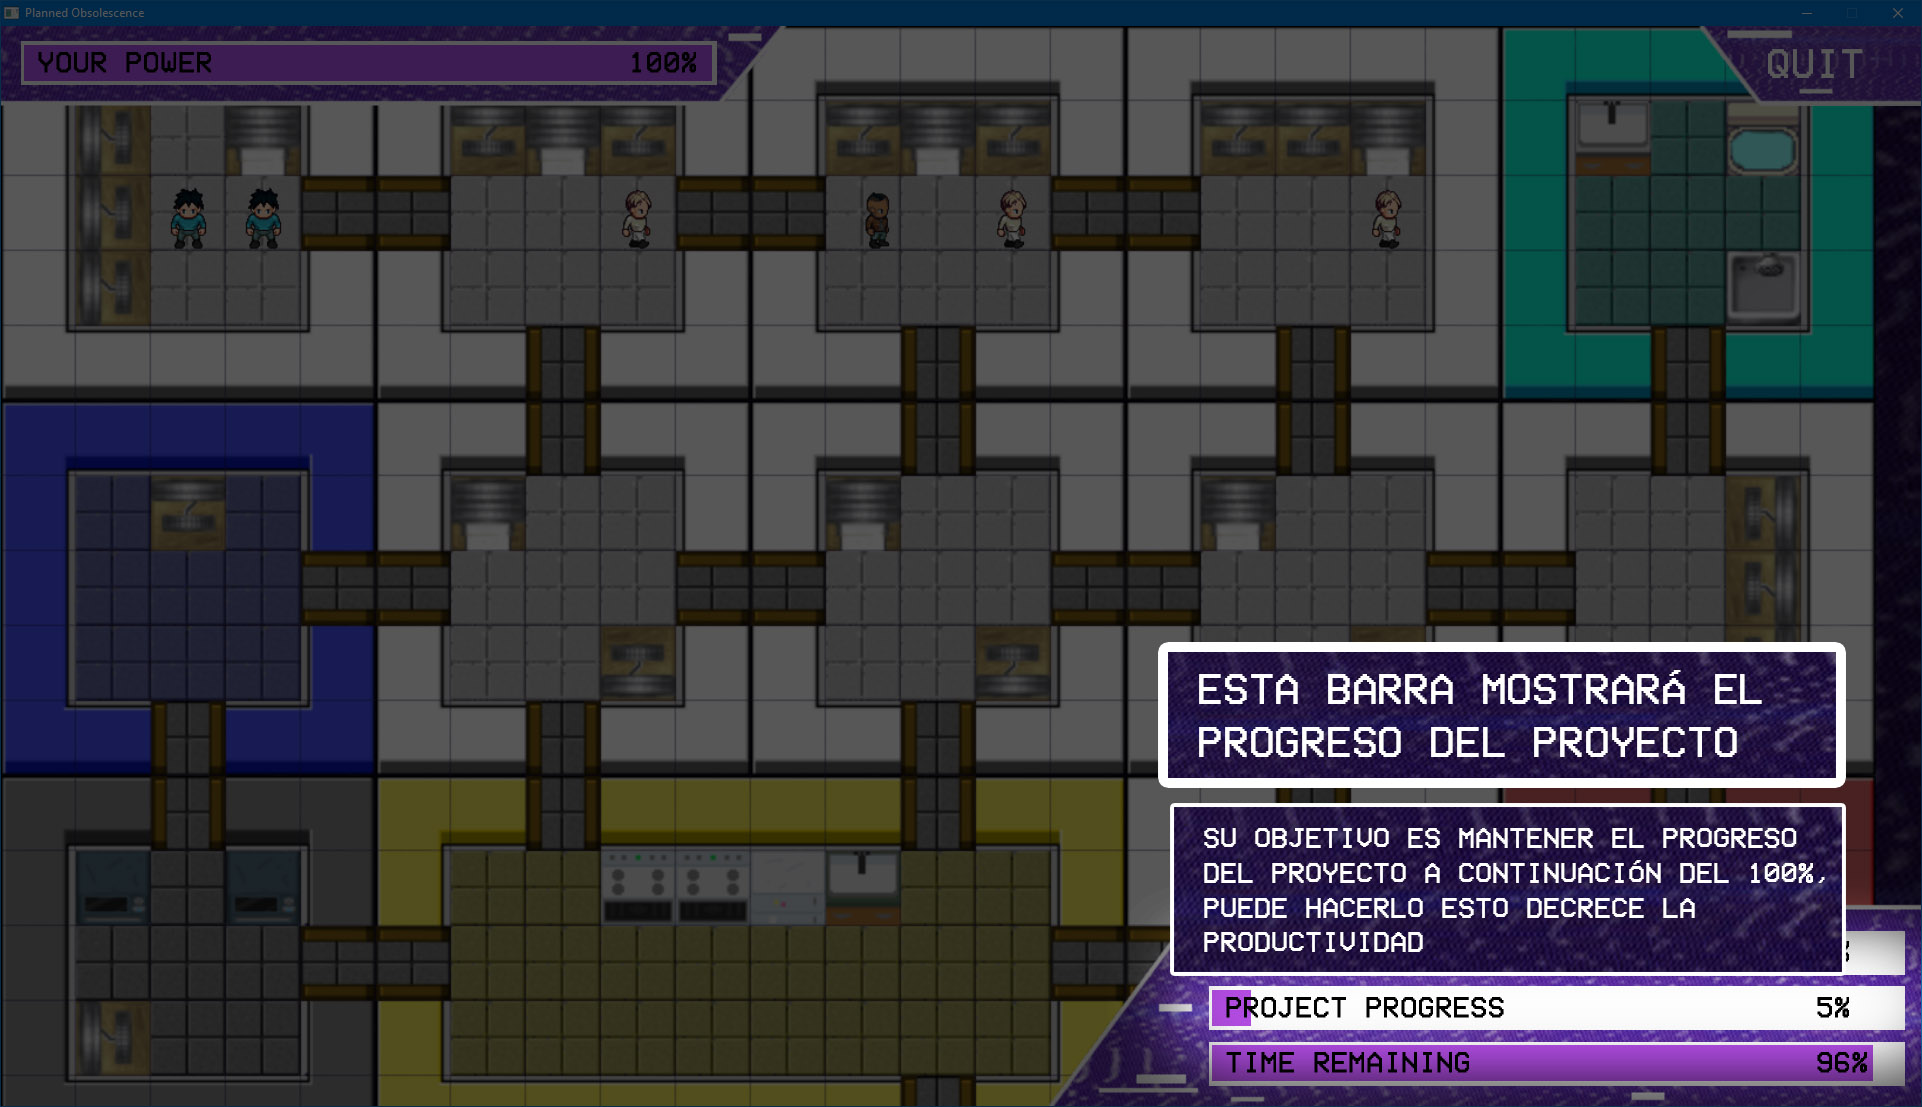 Planned Obsolescence
YOUR POWER 100%
QUIT
ESTA BARRA MOSTRARÁ EL
PROGRESO DEL PROYECTO
SU OBJETIVO ES MANTENER EL PROGRESO
DEL PROYECTO A CONTINUACIÓN DEL 100%,
PUEDE HACERLO ESTO DECRECE LA
PRODUCTIVIDAD
PROJECT PROGRESS 5%
TIME REMAINING 96%